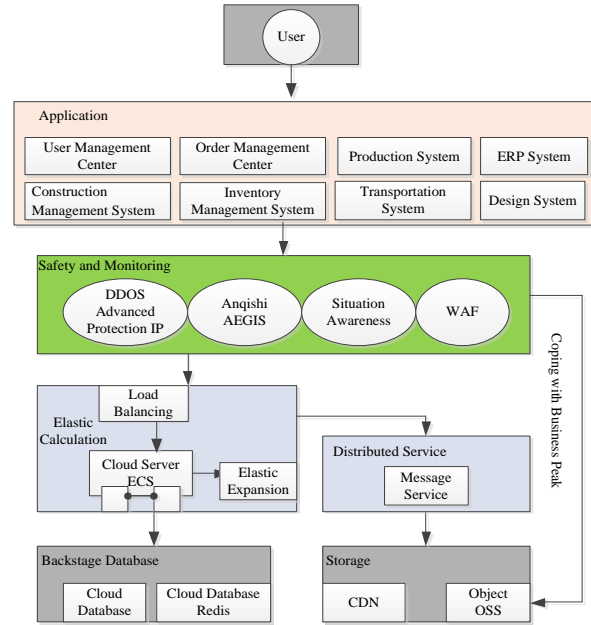 User
Application
User Management
Center
Order Management
Center
Production System
ERP System
Construction
Management System
Inventory
Management System
Transportation
System
Design System
Safety and Monitoring
DDOS
Advanced
Protection IP
Anqishi
AEGIS
Situation
Awareness
WAF
Coping with Business Peak
Load
Balancing
Elastic
Calculation
Cloud Server
ECS
Elastic
Expansion
Distributed Service
Message
Service
Backstage Database
Cloud
Database
Cloud Database
Redis
Storage
CDN
Object
OSS